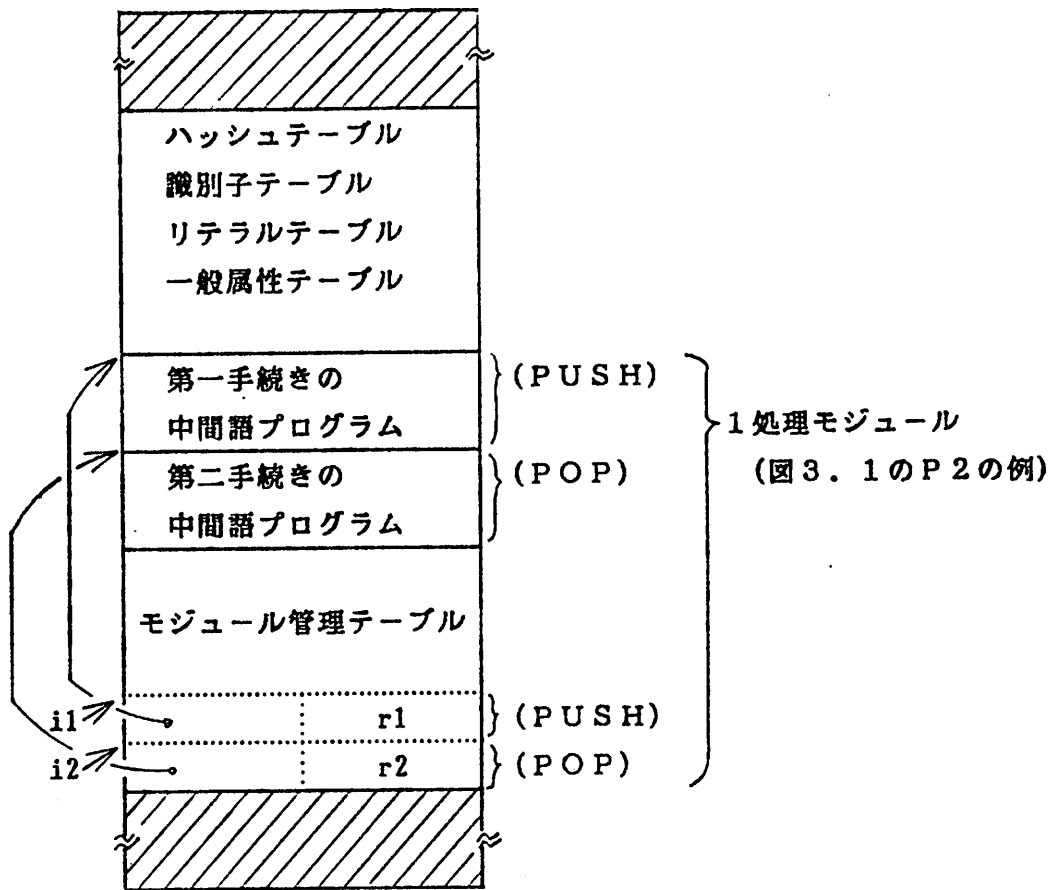 ハッシュテーブル
識別子テーブル
リテラルテーブル
一般属性テーブル
第一手続きの
中間語プログラム
(PUSH)
第二手続きの
中間語プログラム
(POP)
1処理モジュール
(図3.1のP2の例)
モジュール管理テーブル
i1
r1
(PUSH)
i2
r2
(POP)